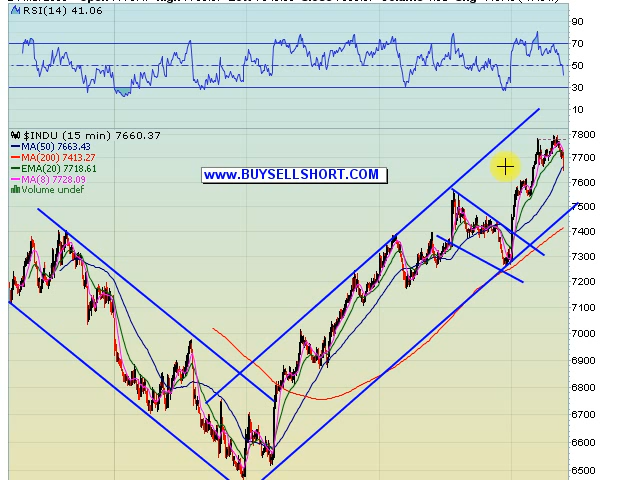 RSI(14) 41.06
90
70
50
30
10
$INDU (15 min) 7660.37
MA(50) 7663.43
MA(200) 7413.27
EMA(20) 7718.61
MA(8) 7728.09
Volume undef
www.BUYSELLSHORT.com
7800
7700
7600
7500
7400
7300
7200
7100
7000
6900
6800
6700
6600
6500